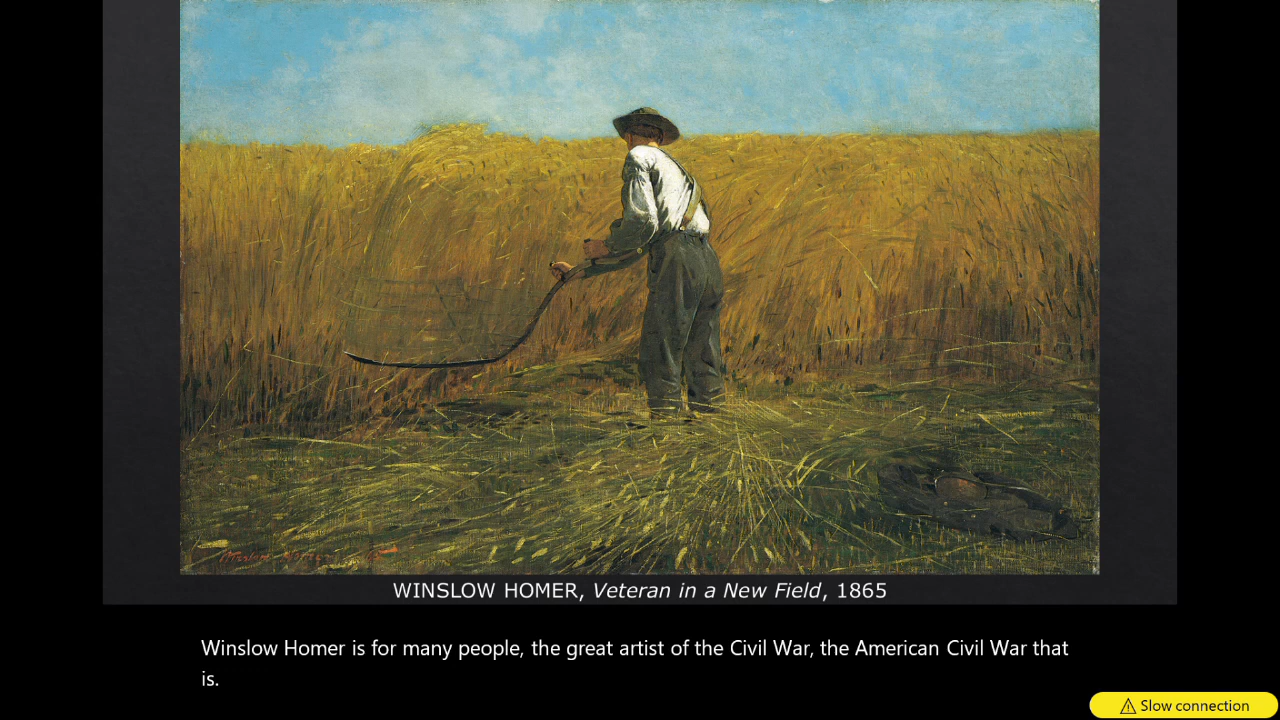 WINSLOW HOMER, Veteran in a New Field, 1865
Winslow Homer is for many people, the great artist of the Civil War, the American Civil War that
is.
Slow connection